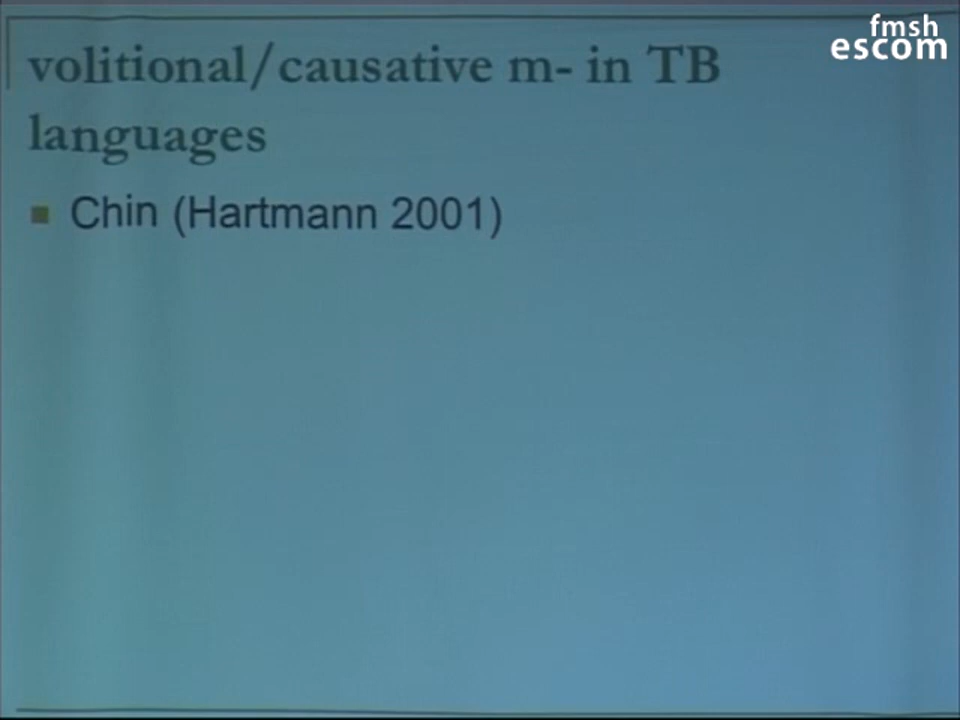 fmsh
escom
volitional/causative m- in TB
languages
Chin (Hartmann 2001)